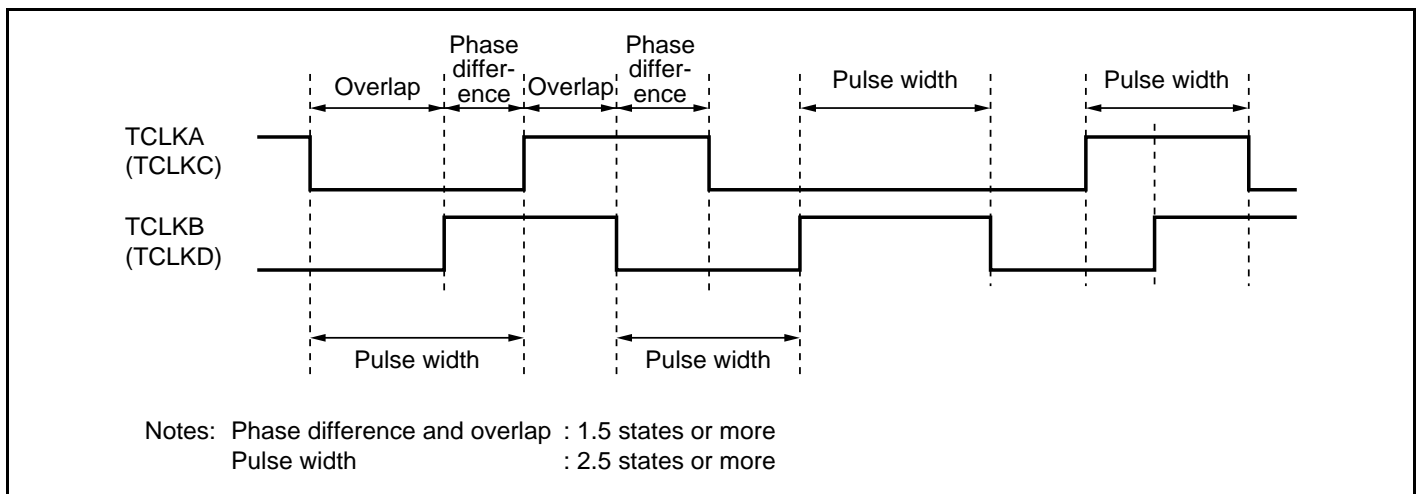 Phase
differ-
ence
Phase
differ-
ence
Overlap
Overlap
Pulse width
Pulse width
TCLKA
(TCLKC)
TCLKB
(TCLKD)
Pulse width
Pulse width
Notes: Phase difference and overlap : 1.5 states or more
Pulse width : 2.5 states or more